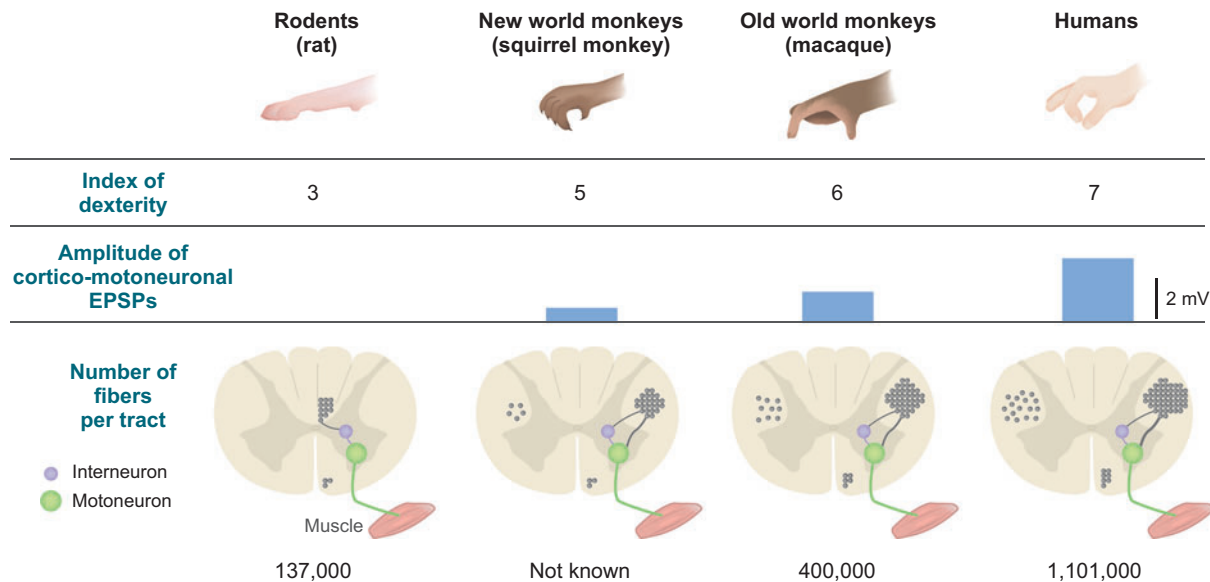 Rodents
(rat)
New world monkeys
(squirrel monkey)
Old world monkeys
(macaque)
Humans
Index of
dexterity
3
5
6
7
Amplitude of
cortico-motoneuronal
EPSPs
2 mV
Number of
fibers
per tract
Interneuron
Motoneuron
Muscle
137,000
Not known
400,000
1,101,000